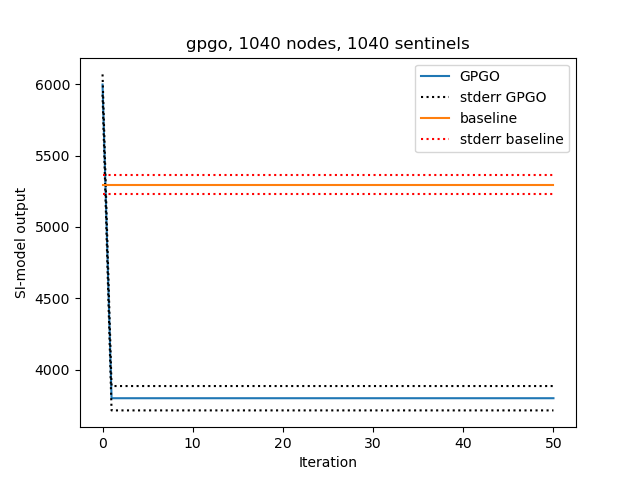 gpgo, 1040 nodes, 1040 sentinels
GPGO
stderr GPGO
baseline
stderr baseline
SI-model output
6000
5500
5000
4500
4000
0 10 20 30 40 50
Iteration